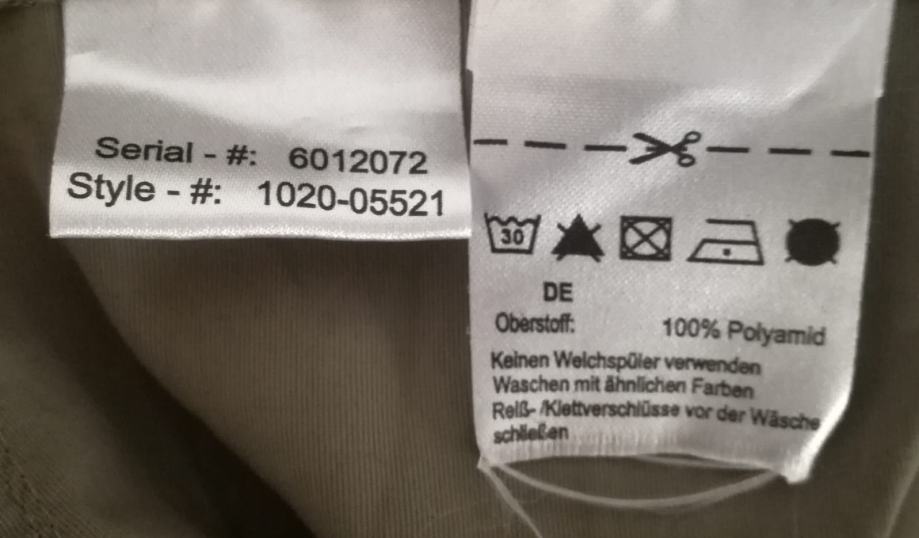 Serial - #: 6012072
Style - #: 1020-05521
30
DE
Oberstoff: 100% Polyamid
Keinen Weichspüler verwenden
Waschen mit ähnlichen Farben
Reiß- /Klettverschlüsse vor der Wäsche
schließen